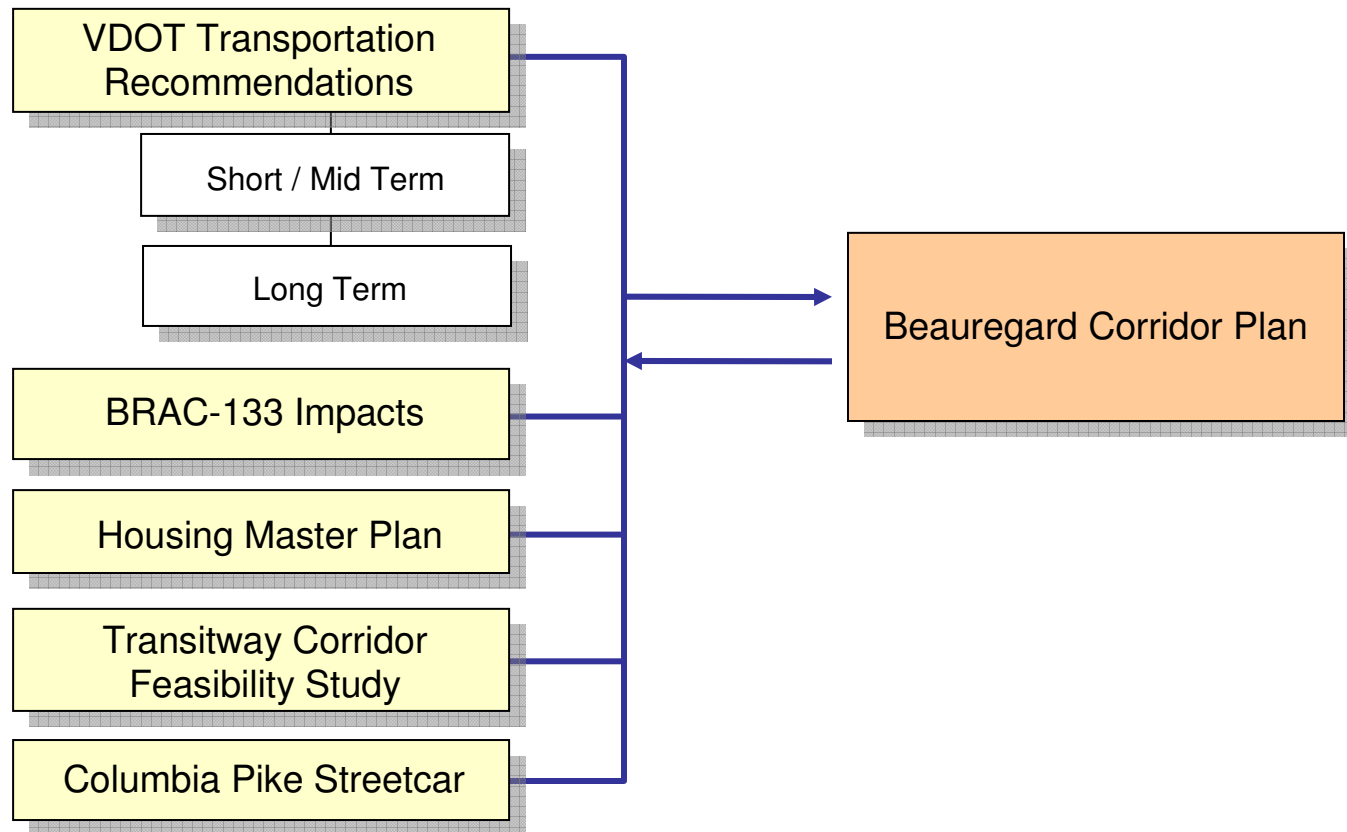 VDOT Transportation
Recommendations
Short / Mid Term
Long Term
BRAC-133 Impacts
Housing Master Plan
Transitway Corridor
Feasibility Study
Columbia Pike Streetcar
Beauregard Corridor Plan